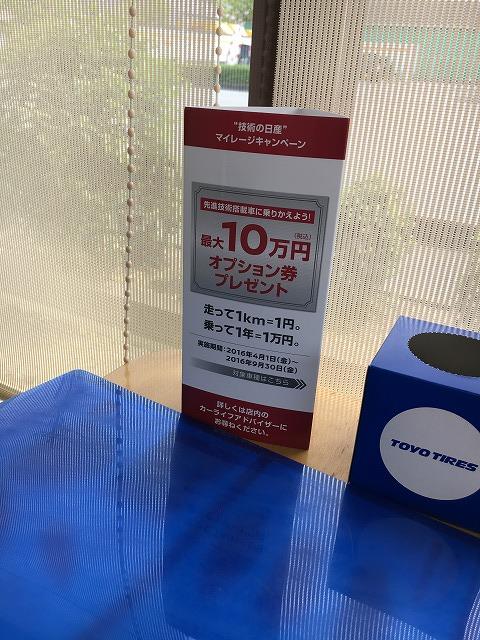 "技術の日産"
マイレージキャンペーン
先進技術搭載車に乗りかえよう!
(税込)
最大10万円
オプション券
プレゼント
走って1km=1円。
乗って1年=1万円。
実施期間:2016年4月1日(金)～
2016年9月30日(金)
対象車種はこちら
詳しくは店内の
カーライフアドバイザーに
お尋ねください。
TOYO TIRES